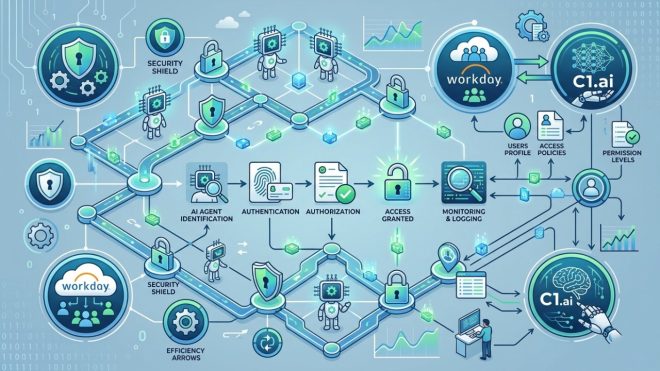 SECURITY
SHIELD
workday.
C1.ai
USERS
PROFILE
ACCESS
POLICIES
PERMISSION
LEVELS
AI AGENT
IDENTIFICATION
AUTHENTICATION
AUTHORIZATION
ACCESS
GRANTED
MONITORING
& LOGGING
workday.
SECURITY
SHIELD
EFFICIENCY
ARROWS
C1.ai